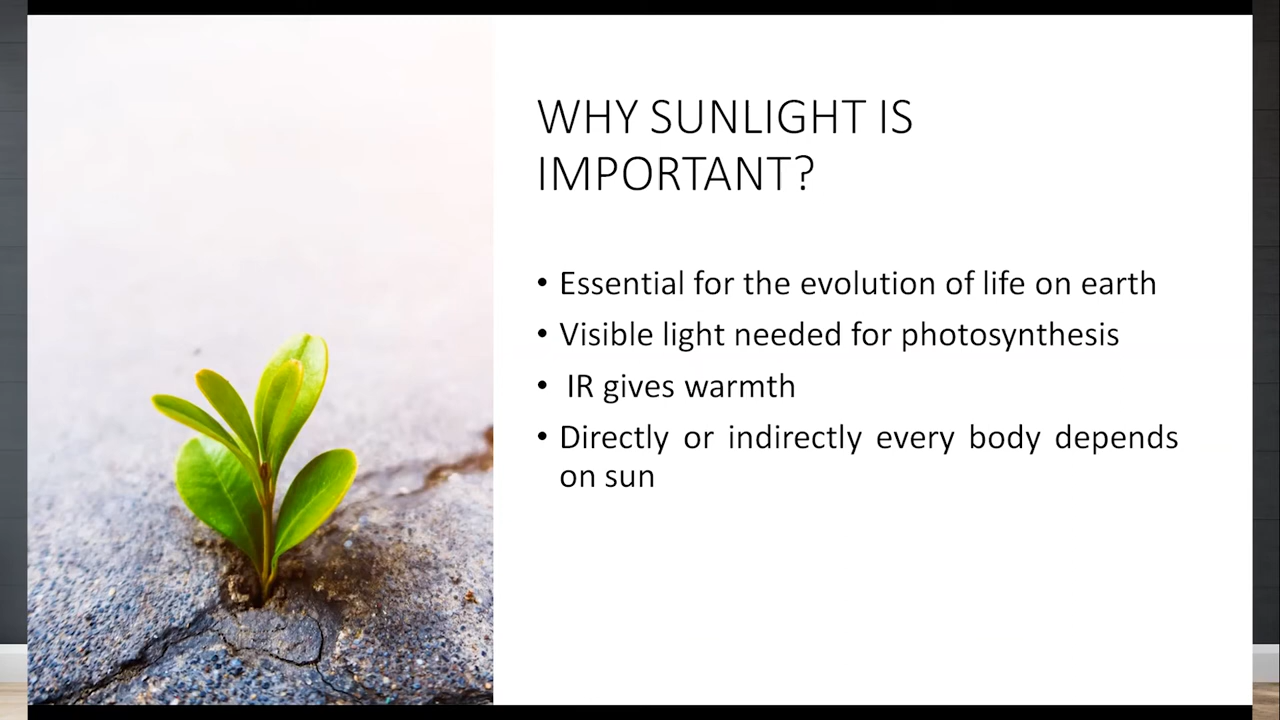 WHY SUNLIGHT IS
IMPORTANT?
• Essential for the evolution of life on earth
• Visible light needed for photosynthesis
• IR gives warmth
• Directly or indirectly every body depends
on sun